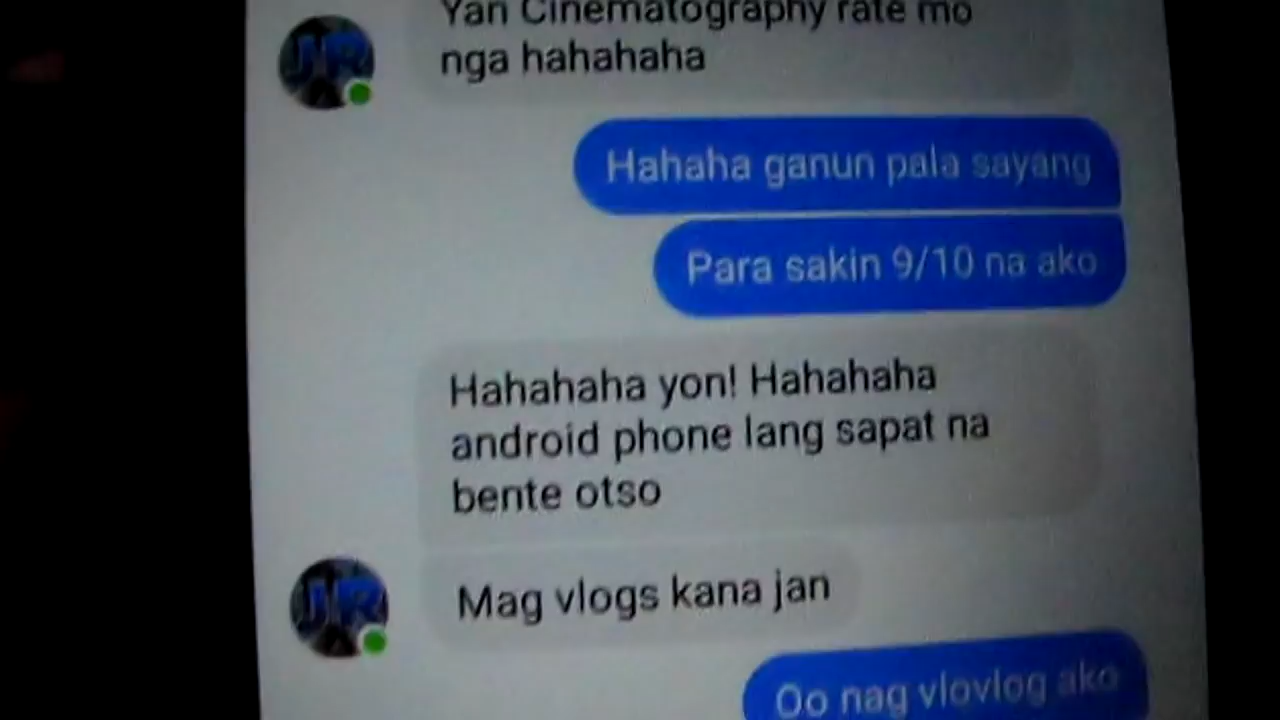 Yan Cinematography rate mo
nga hahahaha
Hahaha ganun pala sayang
Para sakin 9/10 na ako
Hahahaha yon! Hahahaha
android phone lang sapat na
bente otso
Mag vlogs kana jan
Oo nag vlovlog ako